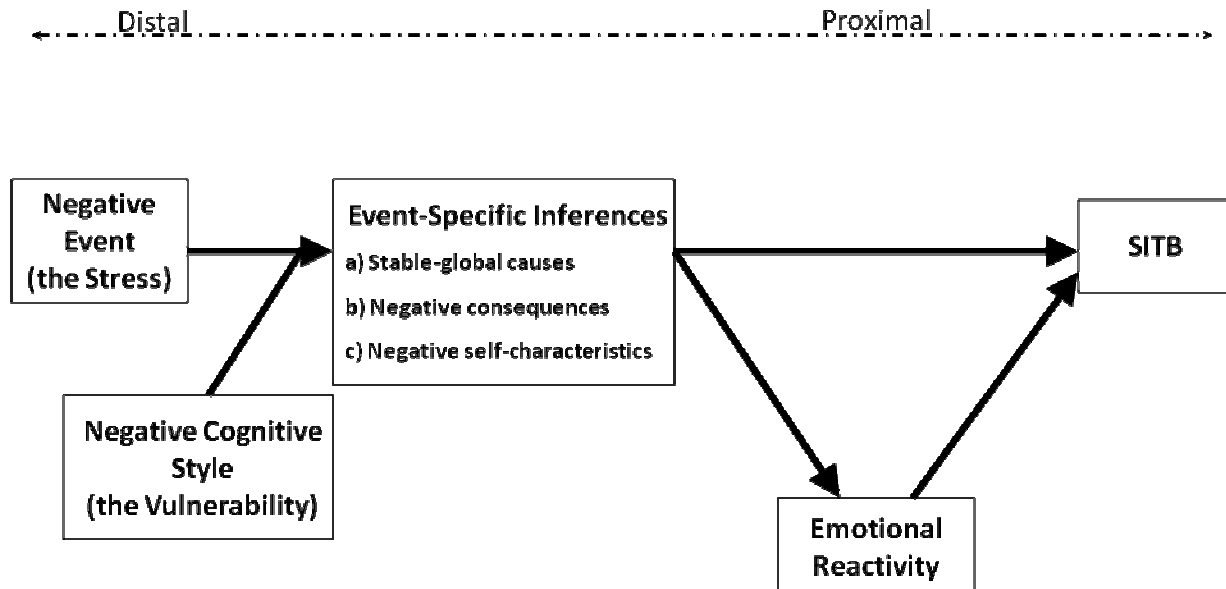 Distal
Proximal
Negative
Event
(the Stress)
Event-Specific Inferences
a) Stable-global causes
b) Negative consequences
c) Negative self-characteristics
SITB
Negative Cognitive
Style
(the Vulnerability)
Emotional
Reactivity